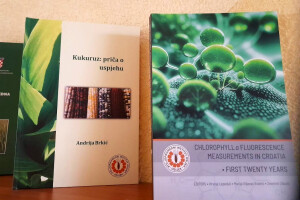 Kukuruz: priča o
uspjehu
Andrija Brkić
CHLOROPHYLL a FLUORESCENCE
MEASUREMENTS IN CROATIA
• FIRST TWENTY YEARS